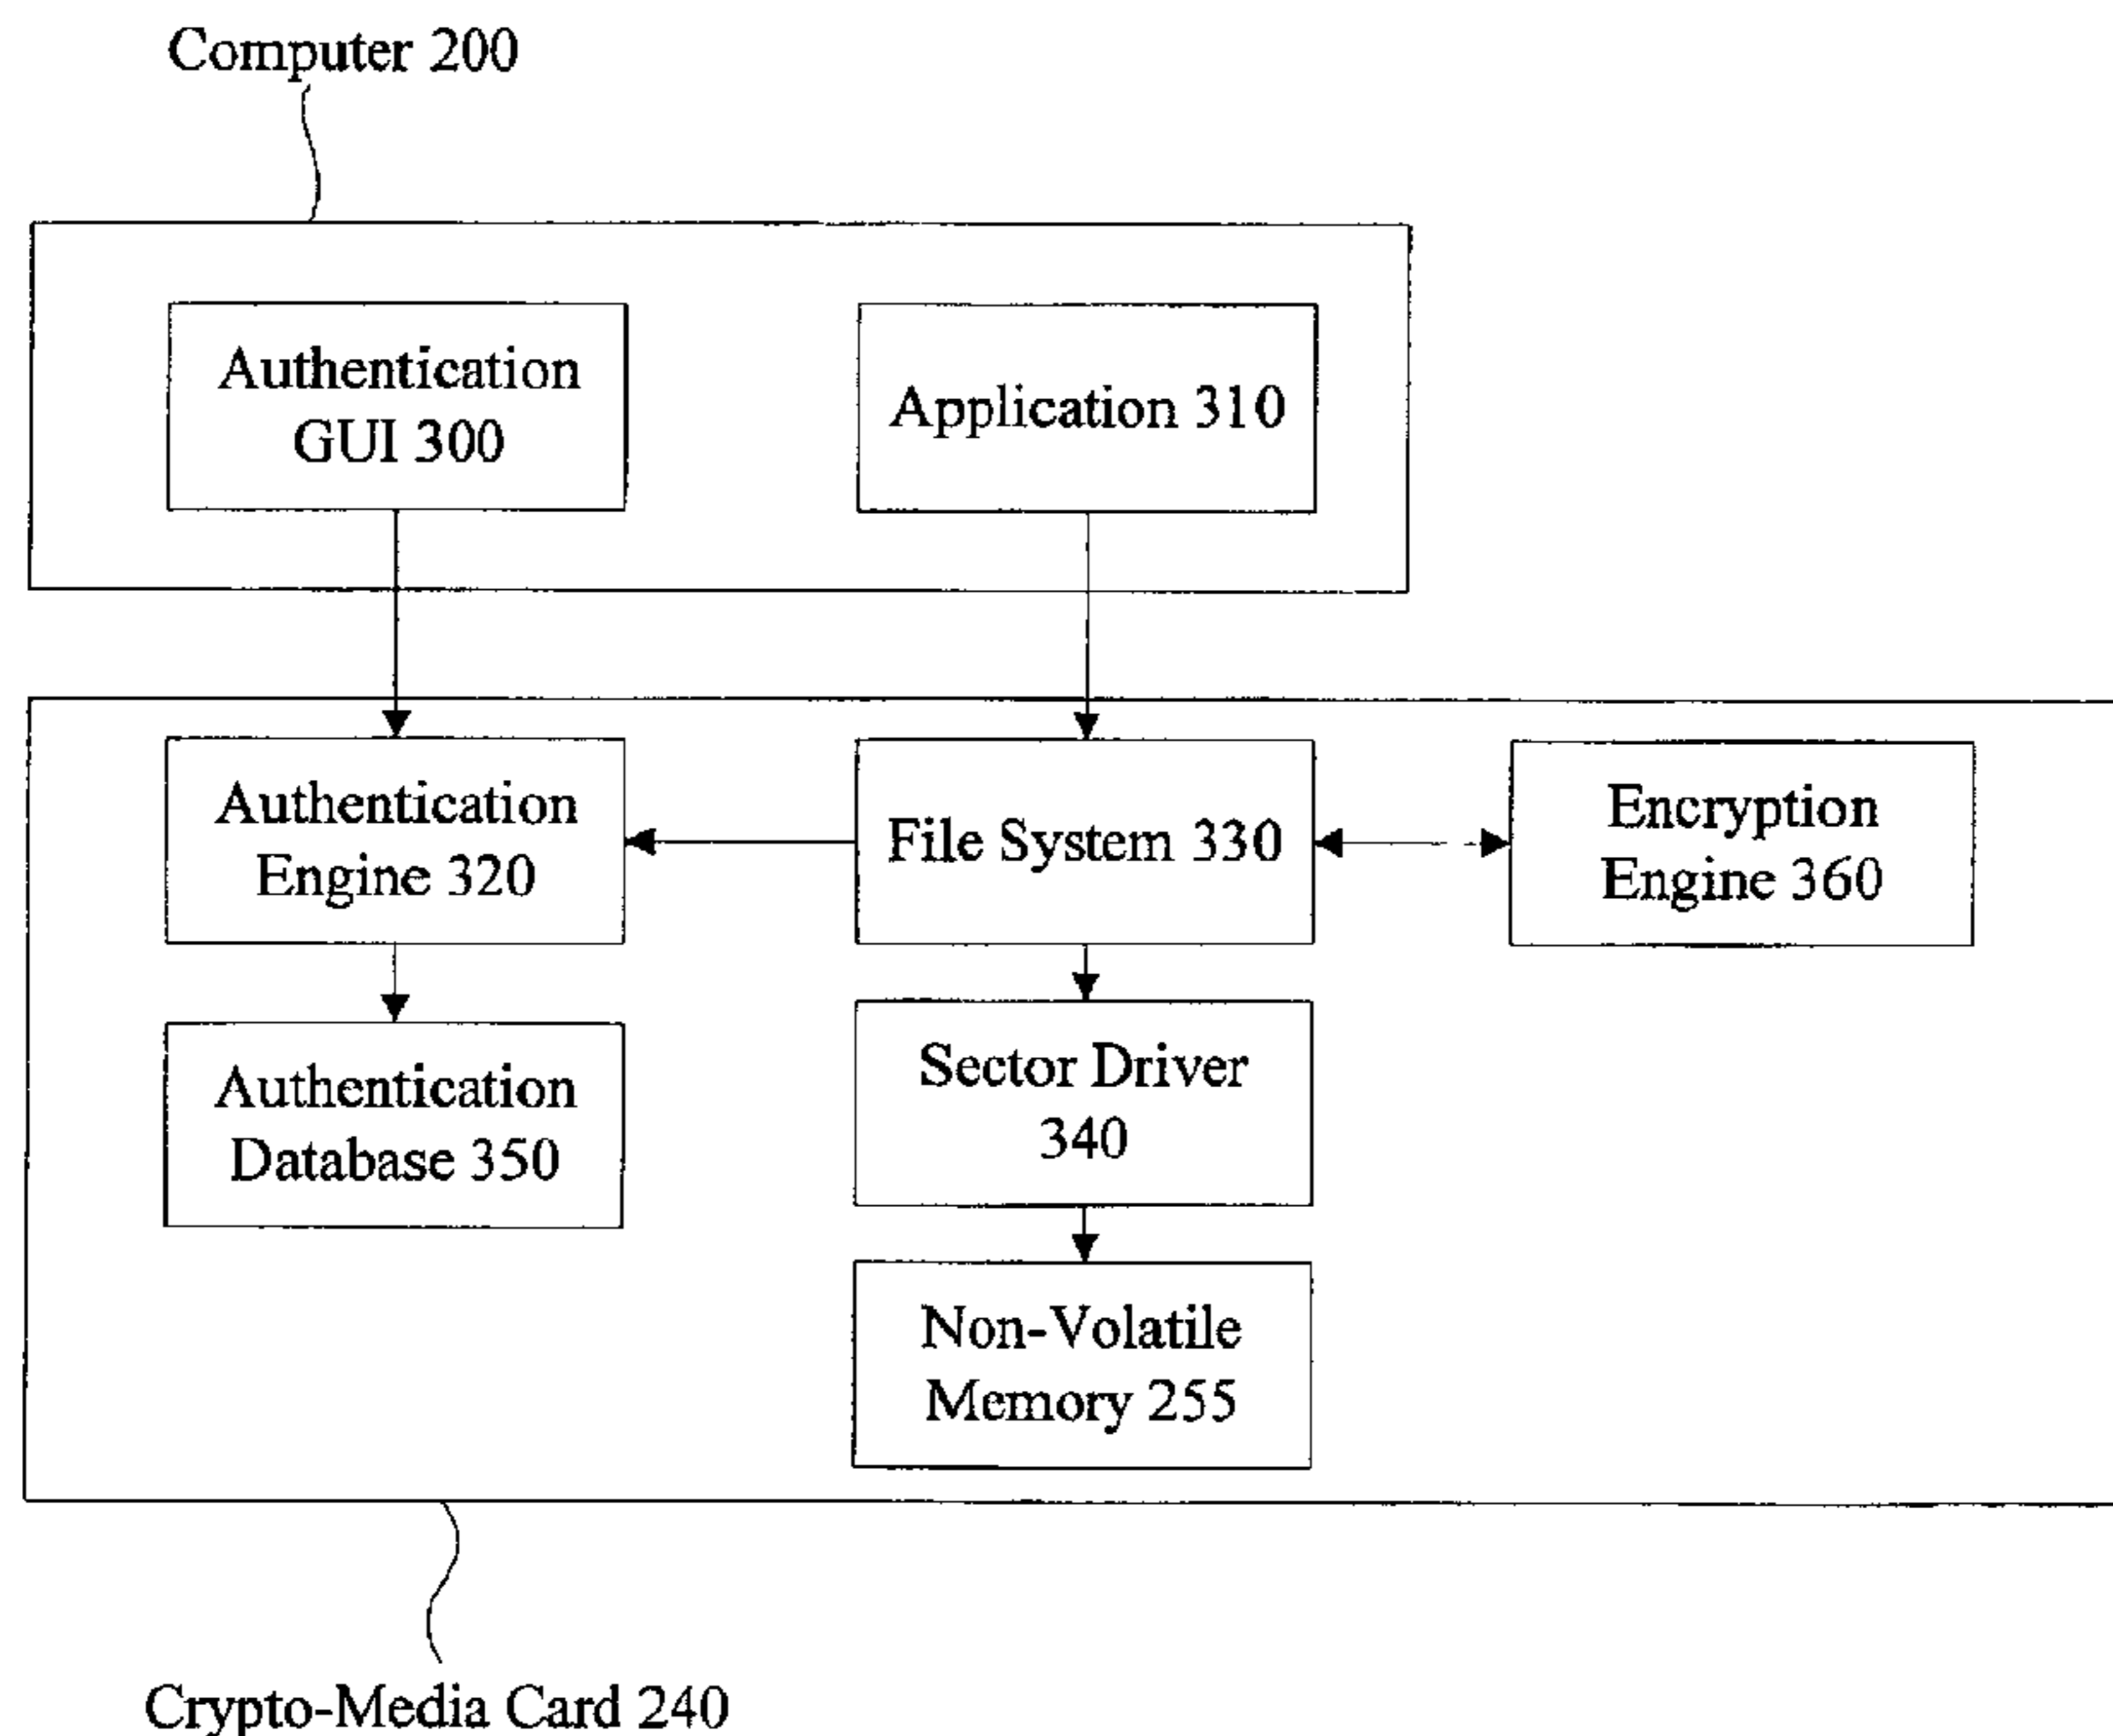 Computer 200
Authentication
GUI 300
Application 310
Authentication
Engine 320
File System 330
Encryption
Engine 360
Authentication
Database 350
Sector Driver
340
Non-Volatile
Memory 255
Crypto-Media Card 240